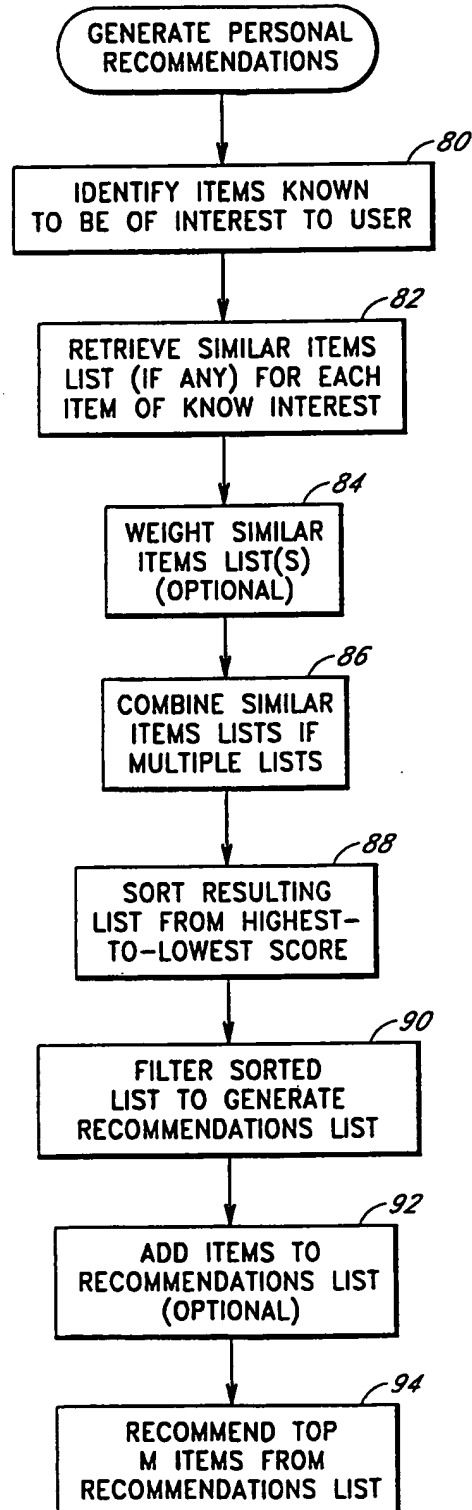 GENERATE PERSONAL
RECOMMENDATIONS
80
IDENTIFY ITEMS KNOWN
TO BE OF INTEREST TO USER
82
RETRIEVE SIMILAR ITEMS
LIST (IF ANY) FOR EACH
ITEM OF KNOW INTEREST
84
WEIGHT SIMILAR
ITEMS LIST(S)
(OPTIONAL)
86
COMBINE SIMILAR
ITEMS LISTS IF
MULTIPLE LISTS
88
SORT RESULTING
LIST FROM HIGHEST-
TO-LOWEST SCORE
90
FILTER SORTED
LIST TO GENERATE
RECOMMENDATIONS LIST
92
ADD ITEMS TO
RECOMMENDATIONS LIST
(OPTIONAL)
94
RECOMMEND TOP
M ITEMS FROM
RECOMMENDATIONS LIST